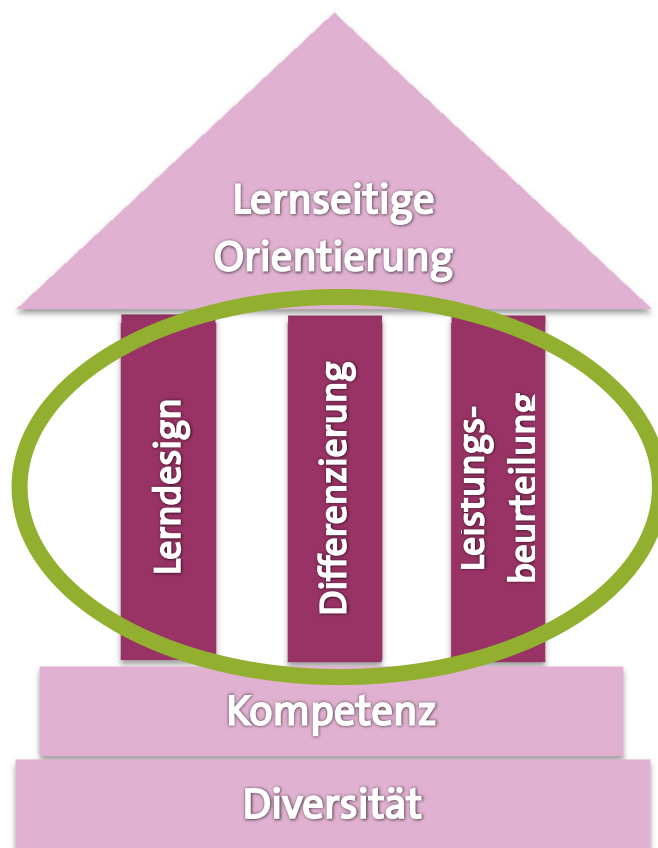 Lernseitige
Orientierung
Lerndesign
Differenzierung
Leistungs-
beurteilung
Kompetenz
Diversität